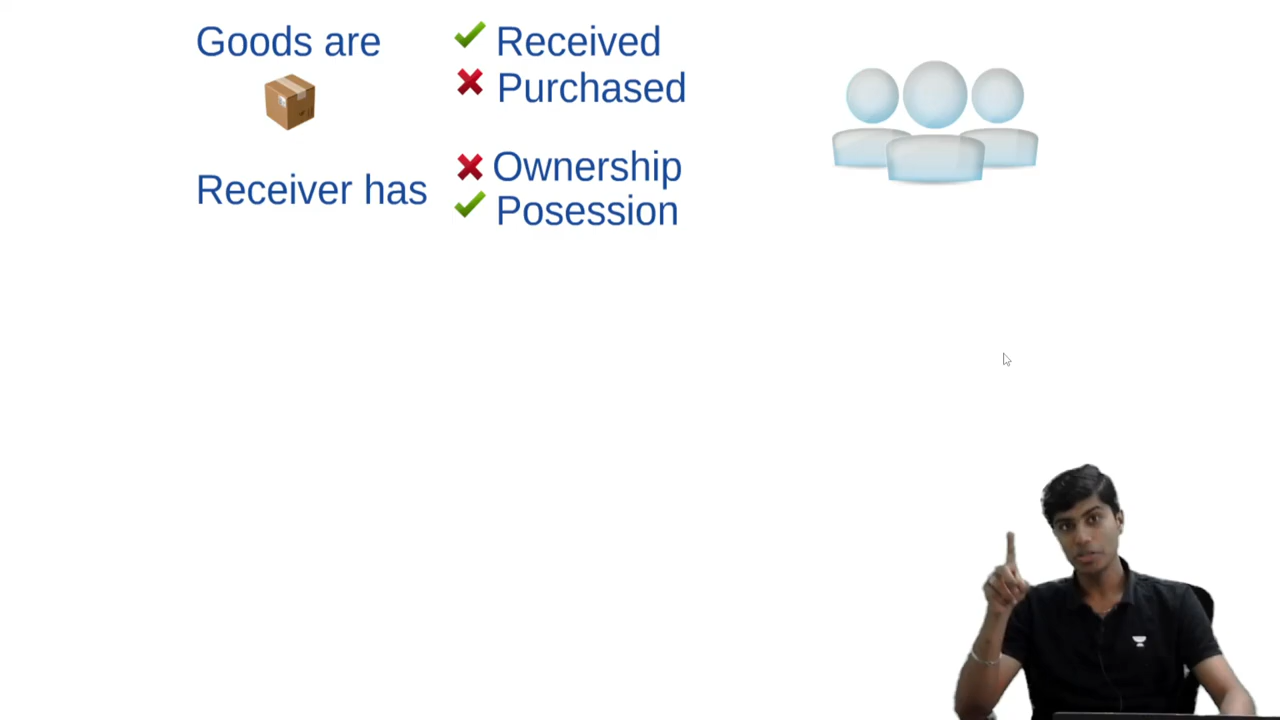 Goods are
Received
Purchased
Receiver has
Ownership
Posession